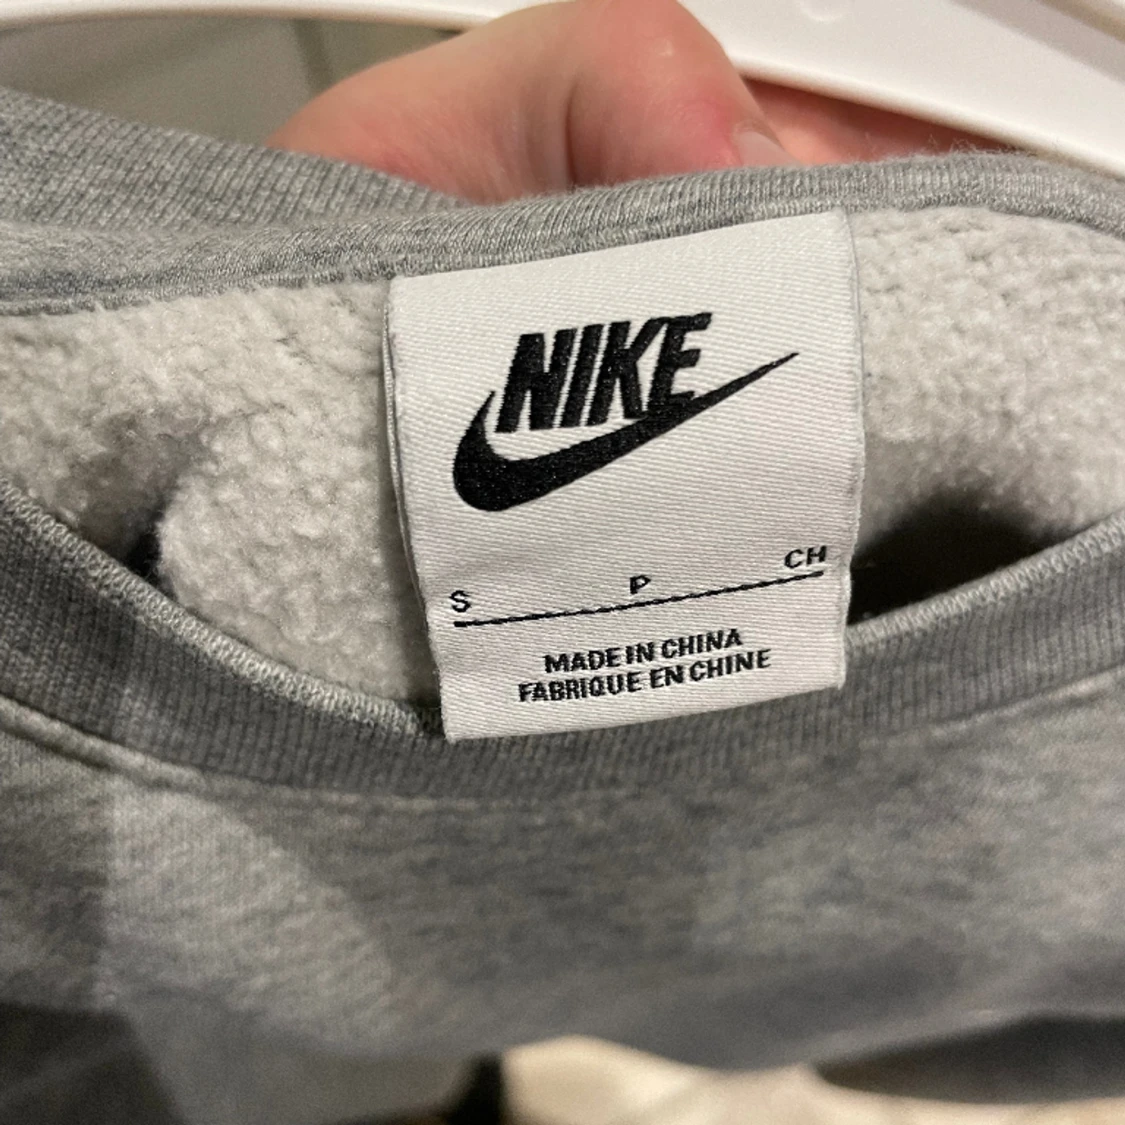 NIKE
S P CH
MADE IN CHINA
FABRIQUE EN CHINE